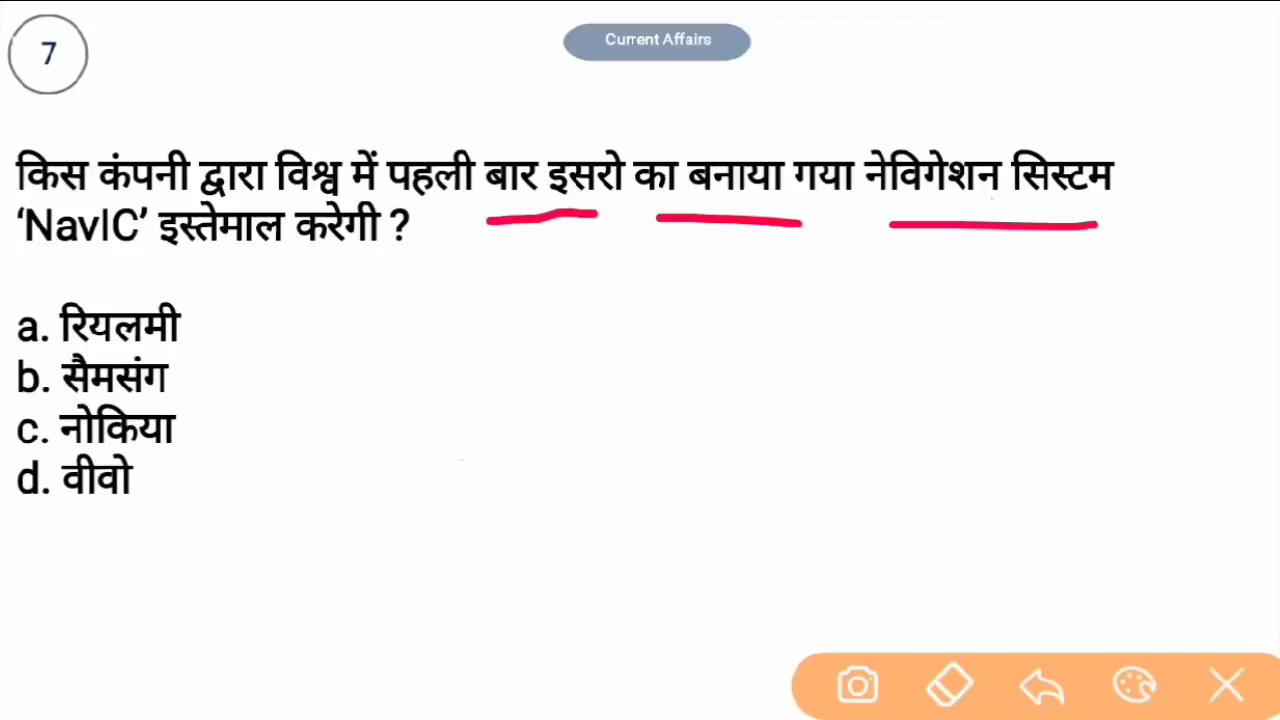 7
Current Affairs
किस कंपनी द्वारा विश्व में पहली बार इसरो का बनाया गया नेविगेशन सिस्टम
‘NavIC’ इस्तेमाल करेगी ?
a. रियलमी
b. सैमसंग
c. नोकिया
d. वीवो